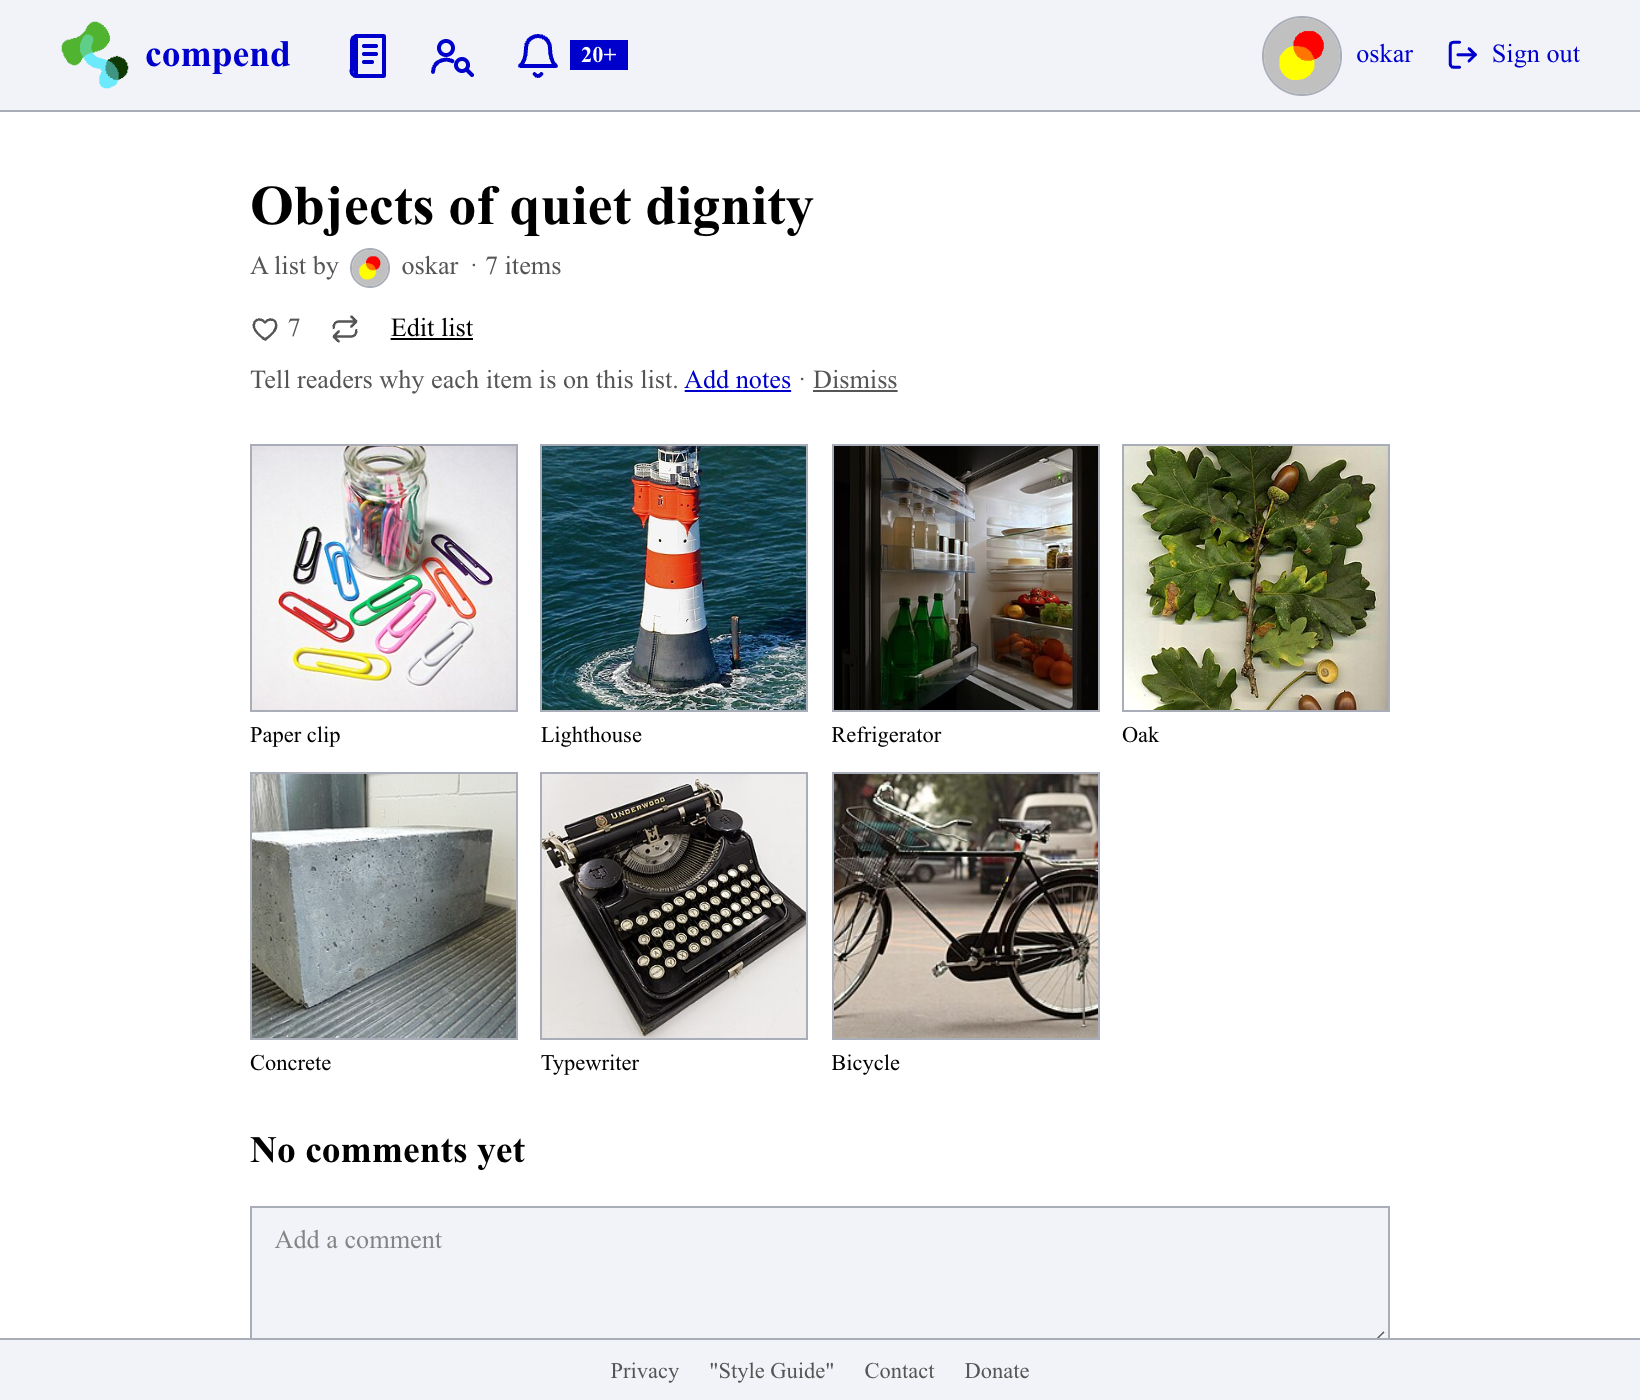 compend
20+
oskar
Sign out
Objects of quiet dignity
A list by oskar · 7 items
7
Edit list
Tell readers why each item is on this list. Add notes · Dismiss
UNDERWOOD
Paper clip
Lighthouse
Refrigerator
Oak
Concrete
Typewriter
Bicycle
No comments yet
Add a comment
Privacy
"Style Guide"
Contact
Donate